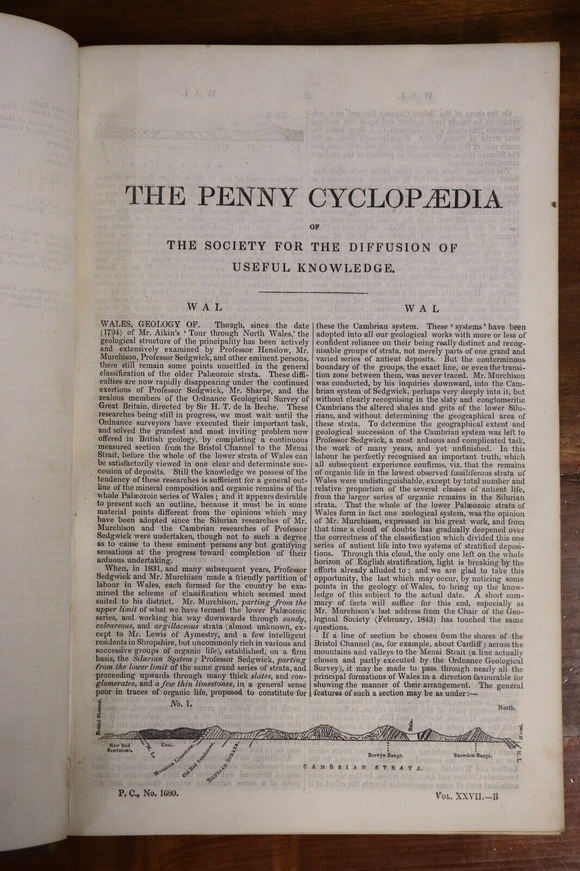 THE PENNY CYCLOPÆDIA
OF
THE SOCIETY FOR THE DIFFUSION OF
USEFUL KNOWLEDGE.
WAL
WALES, GEOLOGY OF. Though, since the date
(1794) of Mr. Aikin's 'Tour through North Wales,' the
geological structure of the principality has been actively
and extensively examined by Professor Henslow, Mr.
Murchison, Professor Sedgwick, and other eminent persons,
there still remain some points unsettled in the general
classification of the older Palæozoic strata. These diffi-
culties are now rapidly disappearing under the continued
exertions of Professor Sedgwick, Mr. Sharpe, and the
zealous members of the Ordnance Geological Survey of
Great Britain, directed by Sir H. T. de la Beche. These
researches being still in progress, we must wait until the
Ordnance surveyors have executed their important task,
and solved the grandest and most inviting problem now
offered in British geology, by completing a continuous
measured section from the Bristol Channel to the Menai
Strait, before the whole of the lower strata of Wales can
be satisfactorily viewed in one clear and determinate suc-
cession of deposits. Still the knowledge we possess of the
tendency of these researches is sufficient for a general out-
line of the mineral composition and organic remains of the
whole Palæozoic series of Wales; and it appears desirable
to present such an outline, because it must be in some
material points different from the opinions which may
have been adopted since the Silurian researches of Mr.
Murchison and the Cambrian researches of Professor
Sedgwick were undertaken, though not to such a degree
as to cause to these eminent persons any but gratifying
sensations at the progress toward completion of their
arduous undertaking.
When, in 1831, and many subsequent years, Professor
Sedgwick and Mr. Murchison made a friendly partition of
labour in Wales, each formed for the country he exa-
mined the scheme of classification which seemed most
suited to his district. Mr. Murchison, parting from the
upper limit of what we have termed the lower Palæozoic
series, and working his way downwards through sandy,
calcareous, and argillaceous strata (almost unknown, ex-
cept to Mr. Lewis of Aymestry, and a few intelligent
residents in Shropshire, but uncommonly rich in various and
successive groups of organic life), established, on a firm
basis, the Silurian System; Professor Sedgwick, parting
from the lower limit of the same grand series of strata, and
proceeding upwards through many thick slates, and con-
glomerates, and a few thin limestones, in a general sense
poor in traces of organic life, proposed to constitute for
WAL
these the Cambrian system. These 'systems' have been
adopted into all our geological works with more or less of
confident reliance on their being really distinct and recog-
nisable groups of strata, not merely parts of one grand and
varied series of antient deposits. But the conterminous
boundary of the groups, the exact line, or even the transi-
tion zone between them, was never traced. Mr. Murchison
was conducted, by his inquiries downward, into the Cam-
brian system of Sedgwick, perhaps very deeply into it, but
without clearly recognising in the slaty and conglomeritic
Cambrians the altered shales and grits of the lower Silu-
rians, and without determining the geographical area of
these strata. To determine the geographical extent and
geological succession of the Cambrian system was left to
Professor Sedgwick, a most arduous and complicated task,
the work of many years, and yet unfinished. In this
labour he perfectly recognised an important truth, which
all subsequent experience confirms, viz. that the remains
of organic life in the lowest observed fossiliferous strata of
Wales were undistinguishable, except by total number and
relative proportion of the several classes of antient life,
from the larger series of organic remains in the Silurian
strata. That the whole of the lower Palæozoic strata of
Wales form in fact one zoological system, was the opinion
of Mr. Murchison, expressed in his great work, and from
that time a cloud of doubts has gradually deepened over
the correctness of the classification which divided this one
series of antient life into two systems of stratified deposi-
tions. Through this cloud, the only one left on the whole
horizon of English stratification, light is breaking by the
efforts already alluded to; and we are glad to take this
opportunity, the last which may occur, by noticing some
points in the geology of Wales, to bring up the know-
ledge of this subject to the actual date. A short sum-
mary of facts will suffice for this end, especially as
Mr. Murchison's last address from the Chair of the Geo-
logical Society (February, 1843) has touched the same
questions.
If a line of section be chosen from the shores of the
Bristol Channel (as, for example, about Cardiff) across the
mountains and valleys to the Menai Strait (a line actually
chosen and partly executed by the Ordnance Geological
Survey), it may be made to pass through nearly all the
principal formations of Wales in a direction favourable for
showing the manner of their arrangement. The general
features of such a section may be as under:—
No. 1.
North.
Bristol Channel.
New Red
Sandstone.
Coal.
Mountain Limestone.
Old Red Sandstone.
SILURIAN STRATA.
Bala.
Berwyn Range.
Snowdon Range.
CAMBRIAN STRATA.
P. C., No. 1680.
VOL. XXVII.—B